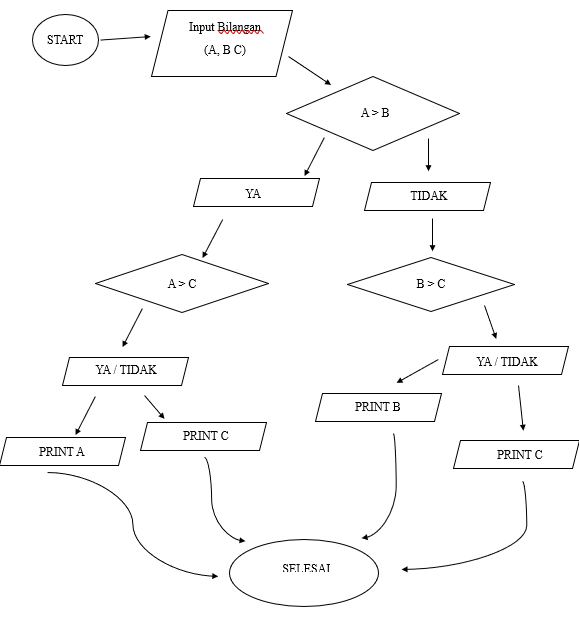 START
Input Bilangan
(A, B C)
A > B
YA
TIDAK
A > C
B > C
YA / TIDAK
YA / TIDAK
PRINT B
PRINT A
PRINT C
PRINT C
SELESAI